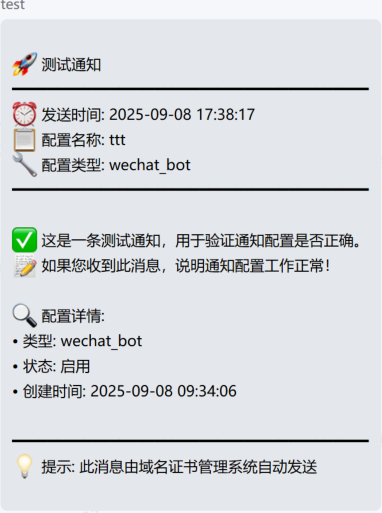 test
🚀 测试通知
⏰ 发送时间: 2025-09-08 17:38:17
📋 配置名称: ttt
🔧 配置类型: wechat_bot
✅ 这是一条测试通知，用于验证通知配置是否正确。
📝 如果您收到此消息，说明通知配置工作正常！
🔍 配置详情:
• 类型: wechat_bot
• 状态: 启用
• 创建时间: 2025-09-08 09:34:06
💡 提示: 此消息由域名证书管理系统自动发送